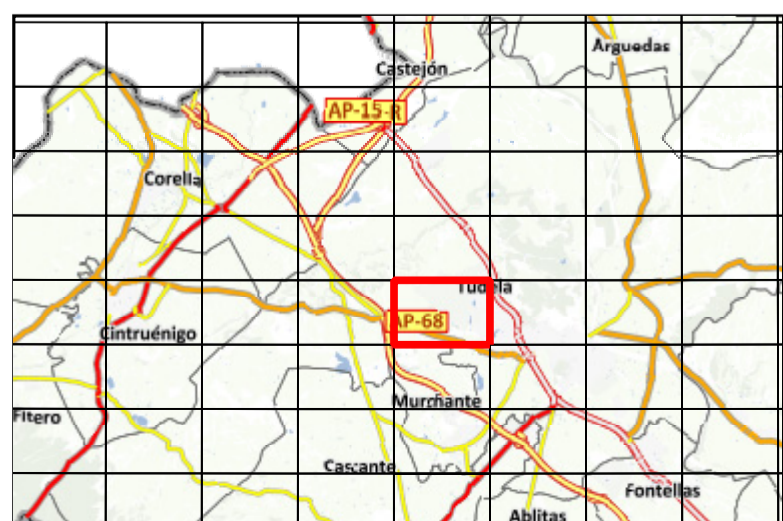 Arguedas
Castejón
AP-15-R
Corella
Tudela
AP-68
Cintruénigo
Murchante
Fitero
Cascante
Fontellas
Ablitas